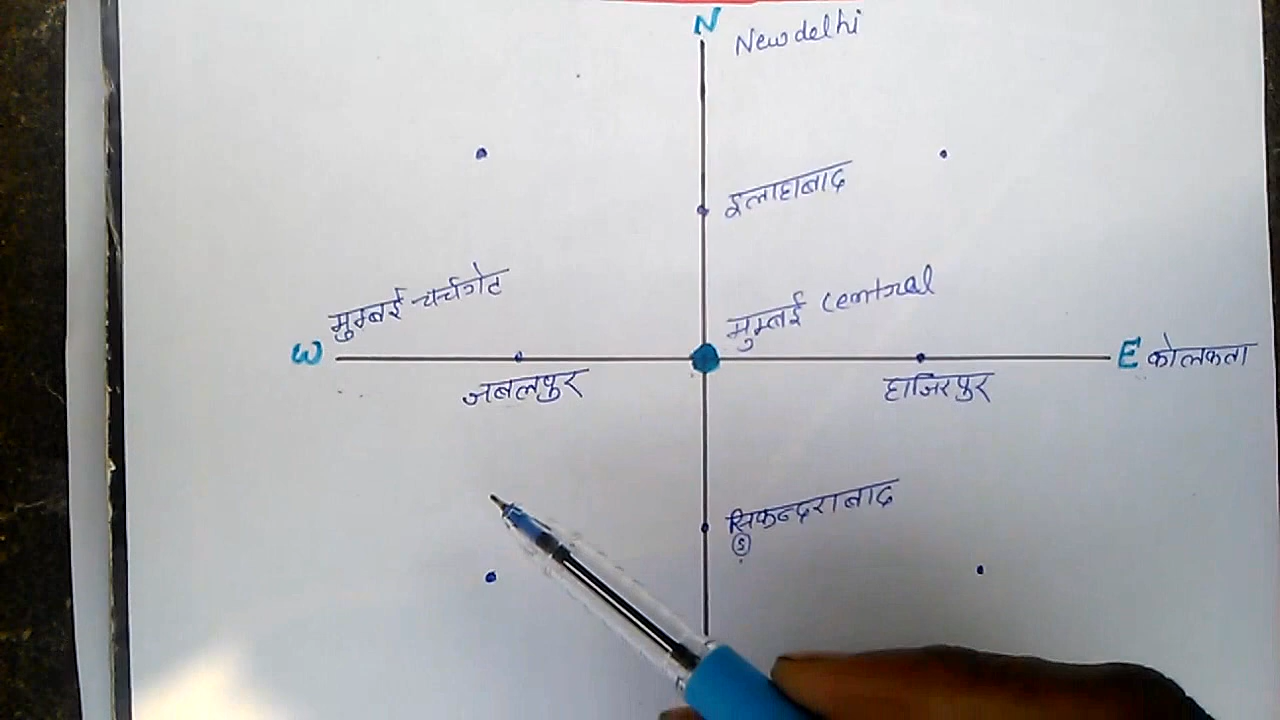 N
New delhi
इलाहाबाद
मुम्बई चर्चगेट
मुम्बई central
W
E कोलकता
जबलपुर
हाजिरपुर
सिकन्दराबाद
S